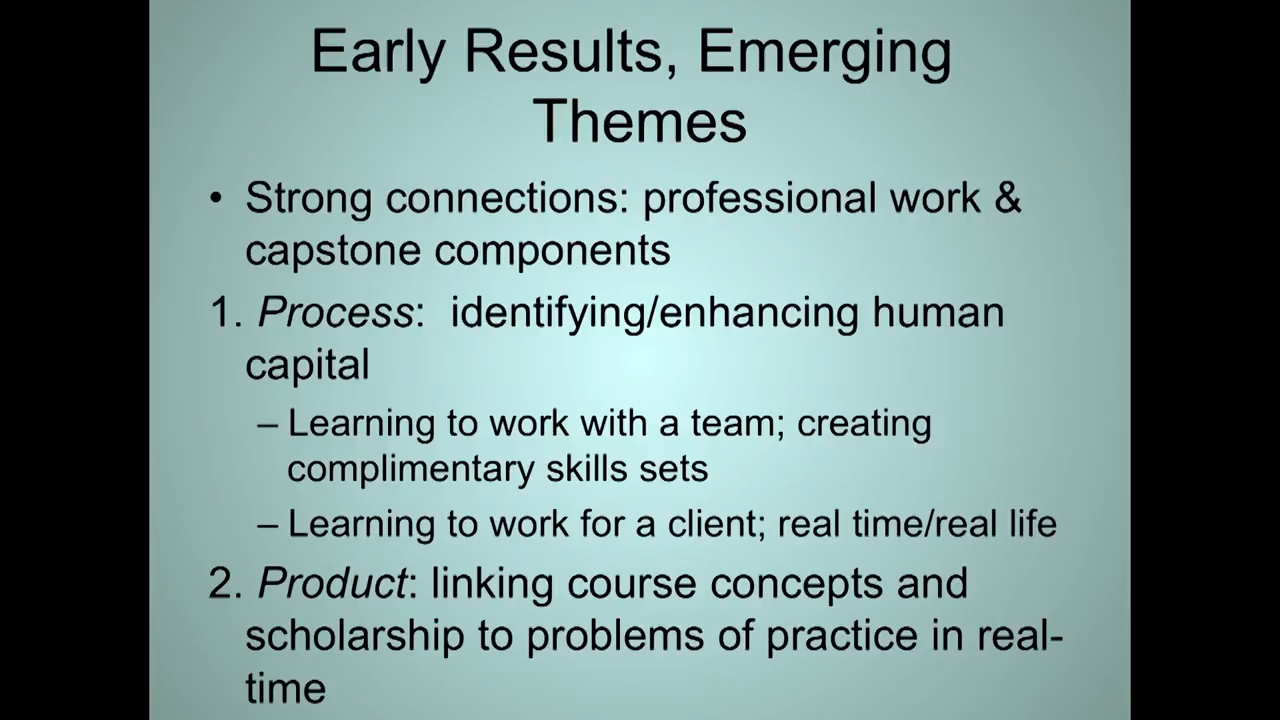 Early Results, Emerging
Themes
• Strong connections: professional work &
capstone components
1. Process: identifying/enhancing human
capital
– Learning to work with a team; creating
complimentary skills sets
– Learning to work for a client; real time/real life
2. Product: linking course concepts and
scholarship to problems of practice in real-
time